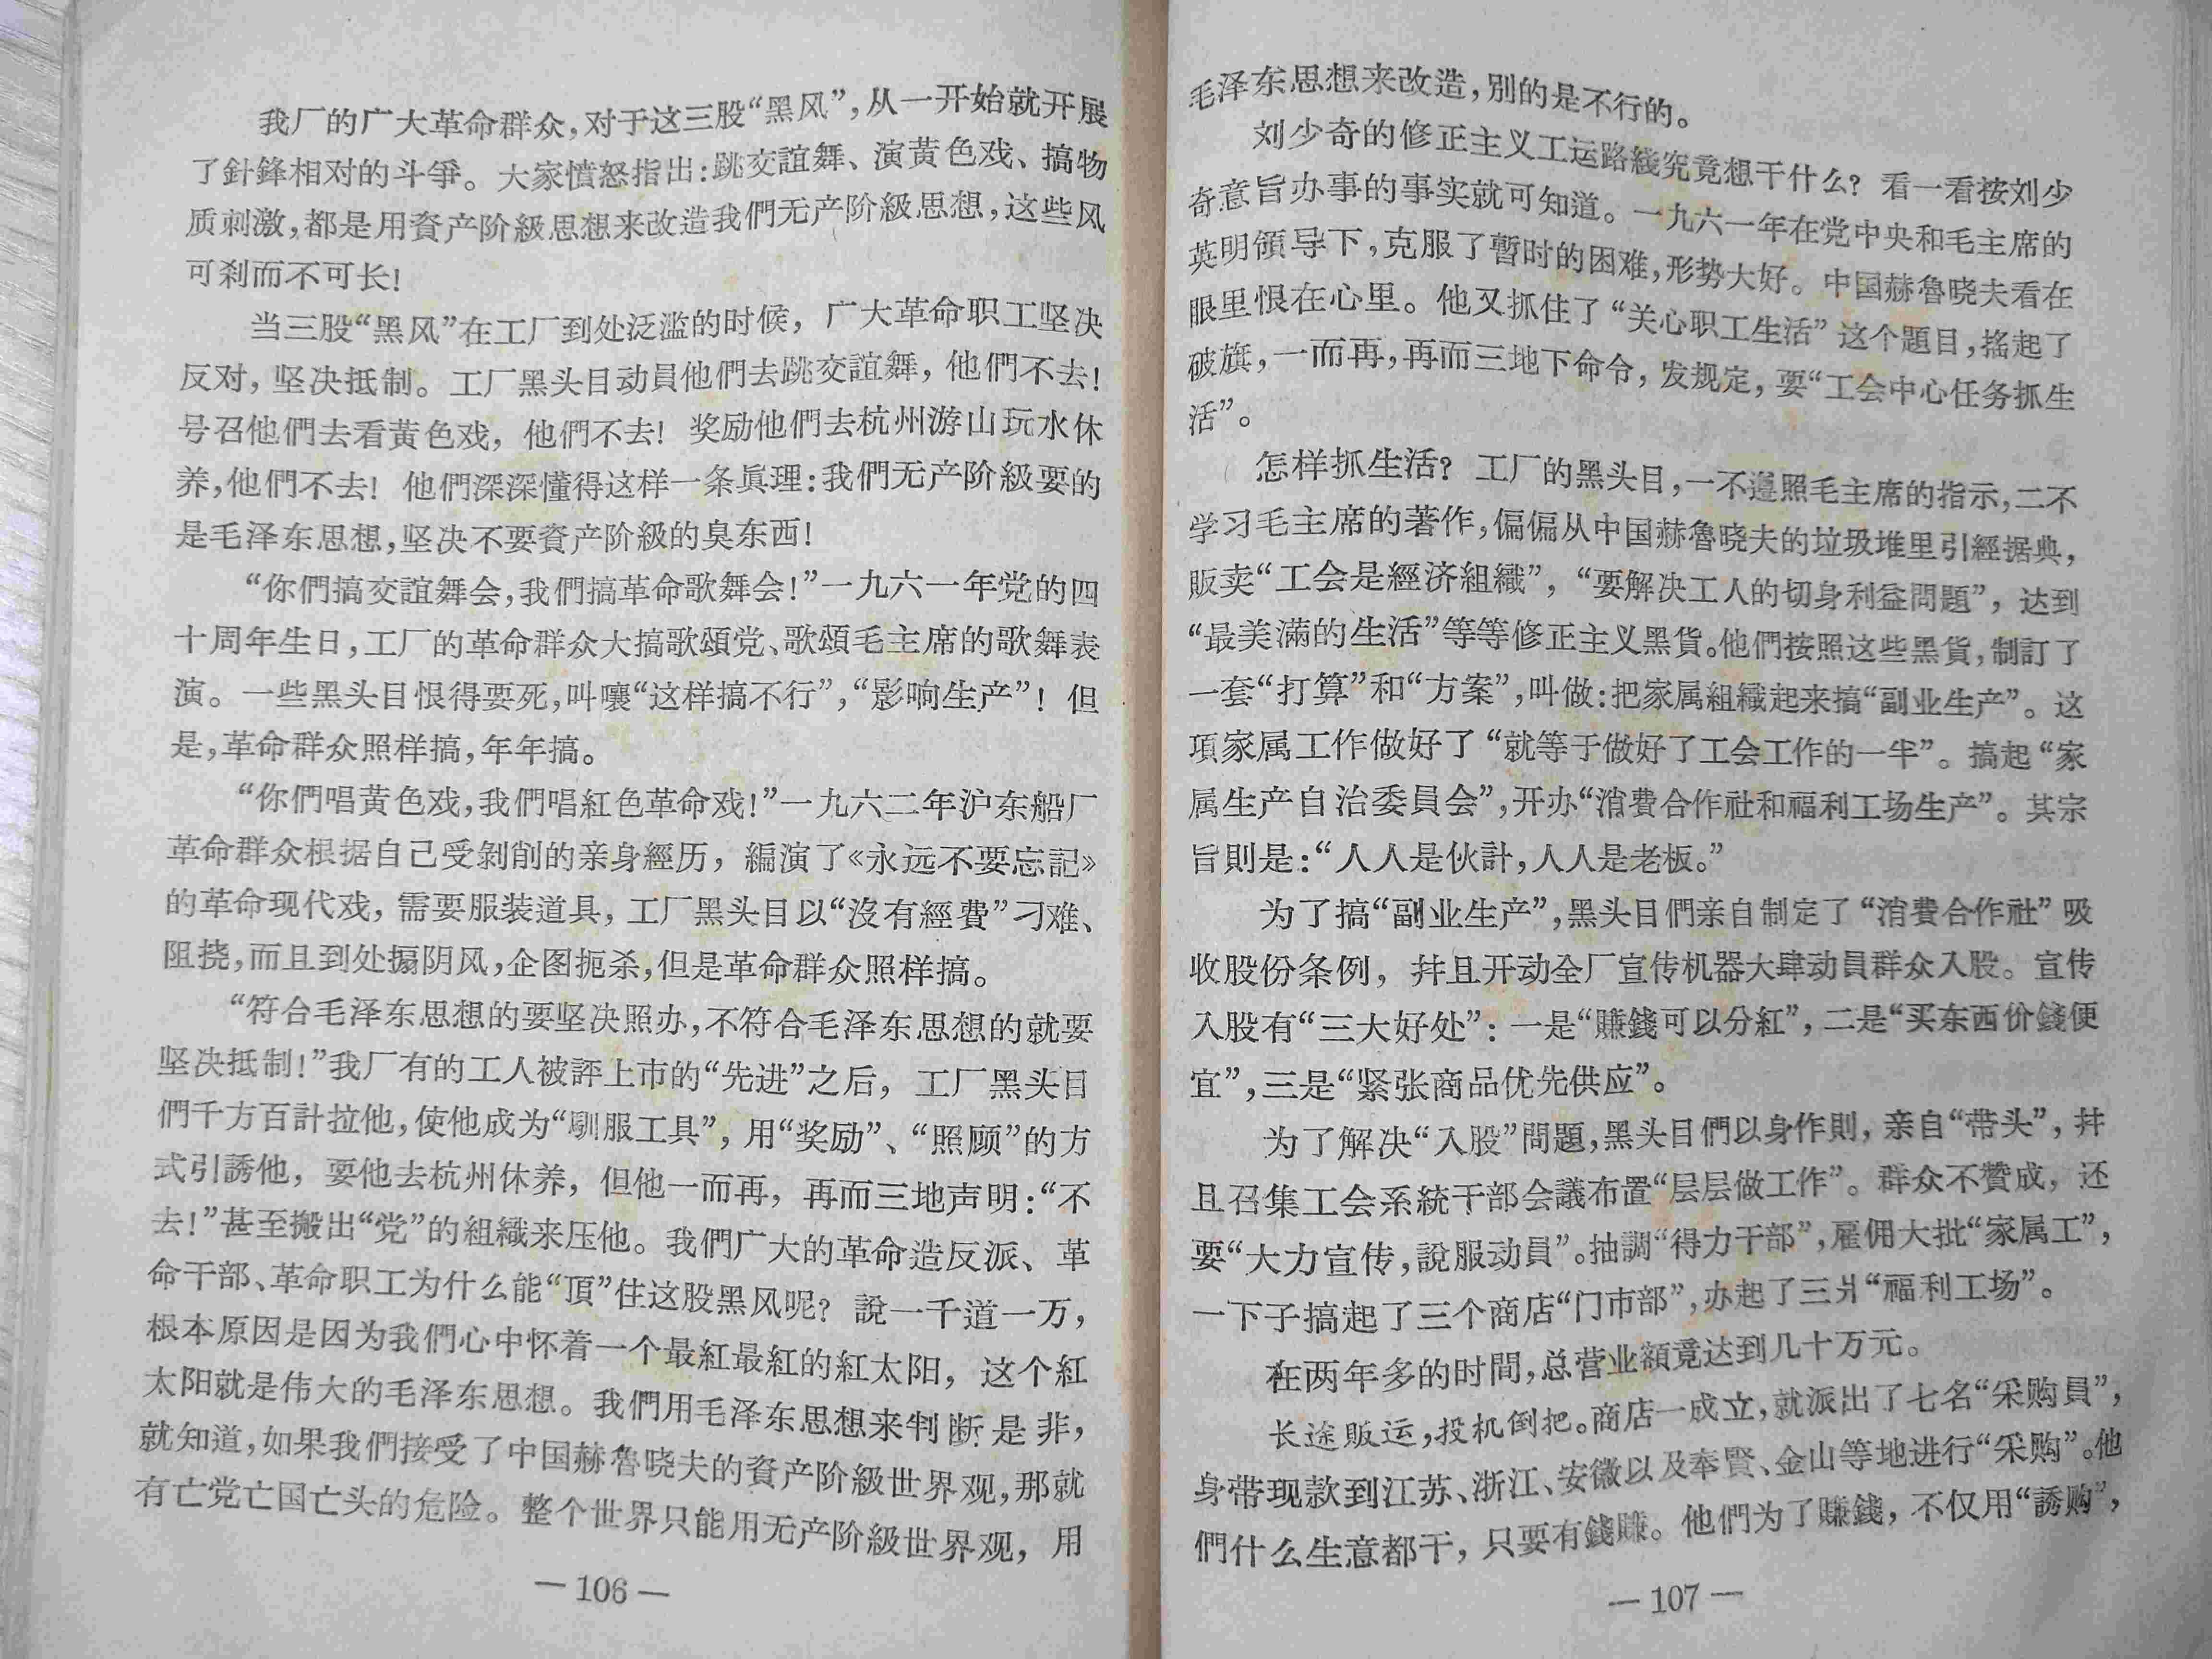 我厂的广大革命群众，对于这三股“黑风”，从一开始就开展
了針鋒相对的斗爭。大家憤怒指出：跳交誼舞、演黄色戏、搞物
质刺激，都是用資产阶級思想来改造我們无产阶級思想，这些风
可刹而不可长！
当三股“黑风”在工厂到处泛滥的时候，广大革命职工坚决
反对，坚决抵制。工厂黑头目动員他們去跳交誼舞，他們不去！
号召他們去看黄色戏，他們不去！奖励他們去杭州游山玩水休
养，他們不去！他們深深懂得这样一条眞理：我們无产阶級要的
是毛泽东思想，坚决不要資产阶級的臭东西！
“你們搞交誼舞会，我們搞革命歌舞会！”一九六一年党的四
十周年生日，工厂的革命群众大搞歌頌党、歌頌毛主席的歌舞表
演。一些黑头目恨得要死，叫嚷“这样搞不行”，“影响生产”！但
是，革命群众照样搞，年年搞。
“你們唱黄色戏，我們唱紅色革命戏！”一九六二年沪东船厂
革命群众根据自己受剝削的亲身經历，編演了《永远不要忘記》
的革命现代戏，需要服装道具，工厂黑头目以“沒有經費”刁难、
阻挠，而且到处搧阴风，企图扼杀，但是革命群众照样搞。
“符合毛泽东思想的要坚决照办，不符合毛泽东思想的就要
坚决抵制！”我厂有的工人被評上市的“先进”之后，工厂黑头目
們千方百計拉他，使他成为“馴服工具”，用“奖励”、“照顾”的方
式引誘他，要他去杭州休养，但他一而再，再而三地声明：“不
去！”甚至搬出“党”的組織来压他。我們广大的革命造反派、革
命干部、革命职工为什么能“頂”住这股黑风呢？說一千道一万，
根本原因是因为我們心中怀着一个最紅最紅的紅太阳，这个紅
太阳就是伟大的毛泽东思想。我們用毛泽东思想来判断是非，
就知道，如果我們接受了中国赫魯晓夫的資产阶級世界观，那就
有亡党亡国亡头的危险。整个世界只能用无产阶級世界观，用
— 106 —
毛泽东思想来改造，別的是不行的。
刘少奇的修正主义工运路綫究竟想干什么？看一看按刘少
奇意旨办事的事实就可知道。一九六一年在党中央和毛主席的
英明領导下，克服了暫时的困难，形势大好。中国赫魯晓夫看在
眼里恨在心里。他又抓住了“关心职工生活”这个題目，搖起了
破旗，一而再，再而三地下命令，发规定，要“工会中心任务抓生
活”。
怎样抓生活？工厂的黑头目，一不遵照毛主席的指示，二不
学习毛主席的著作，偏偏从中国赫魯晓夫的垃圾堆里引經据典，
販卖“工会是經济組織”，“要解决工人的切身利益問題”，达到
“最美滿的生活”等等修正主义黑貨。他們按照这些黑貨，制訂了
一套“打算”和“方案”，叫做：把家属組織起来搞“副业生产”。这
項家属工作做好了“就等于做好了工会工作的一半”。搞起“家
属生产自治委員会”，开办“消費合作社和福利工场生产”。其宗
旨則是：“人人是伙計，人人是老板。”
为了搞“副业生产”，黑头目們亲自制定了“消費合作社”吸
收股份条例，并且开动全厂宣传机器大肆动員群众入股。宣传
入股有“三大好处”：一是“賺錢可以分紅”，二是“买东西价錢便
宜”，三是“紧张商品优先供应”。
为了解决“入股”問題，黑头目們以身作則，亲自“带头”，并
且召集工会系統干部会議布置“层层做工作”。群众不贊成，还
要“大力宣传，說服动員”。抽調“得力干部”，雇佣大批“家属工”，
一下子搞起了三个商店“门市部”，办起了三爿“福利工场”。
在两年多的时間，总营业額竟达到几十万元。
长途販运，投机倒把。商店一成立，就派出了七名“采购員”，
身带现款到江苏、浙江、安徽以及奉賢、金山等地进行“采购”。他
們什么生意都干，只要有錢賺。他們为了賺錢，不仅用“誘购”，
— 107 —